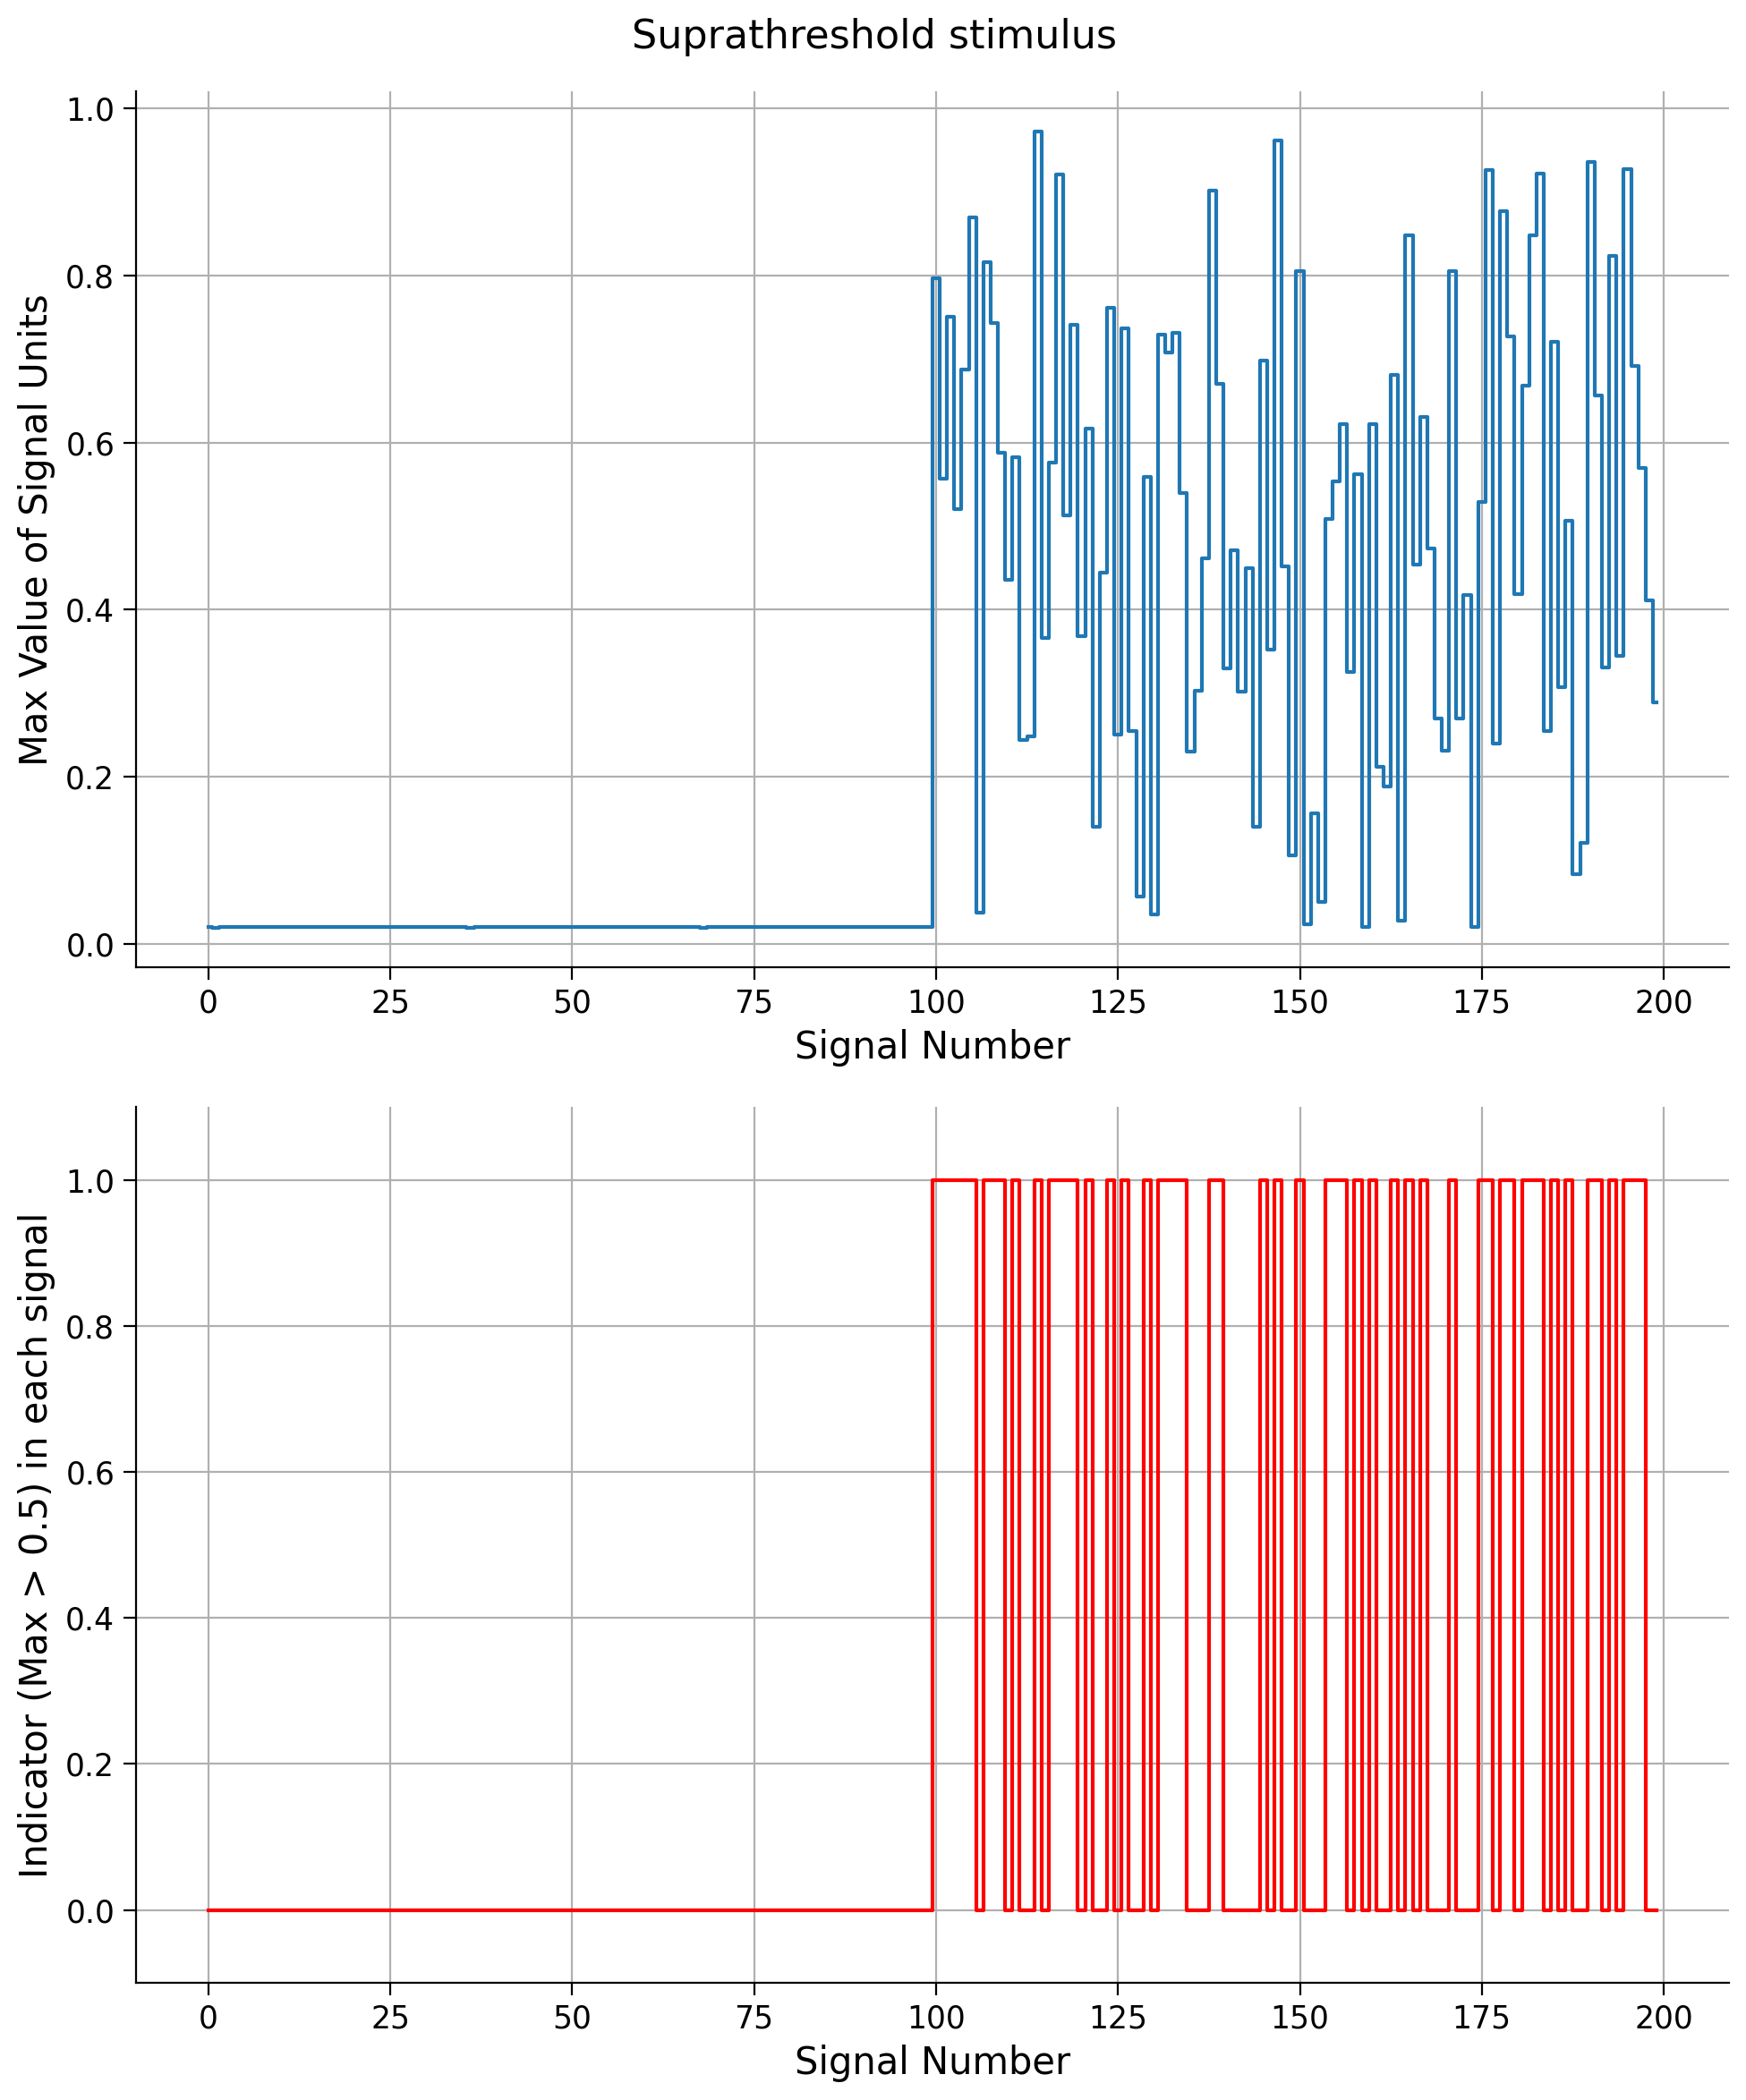 Suprathreshold stimulus
Max Value of Signal Units
1.0
0.8
0.6
0.4
0.2
0.0
0 25 50 75 100 125 150 175 200
Signal Number
Indicator (Max > 0.5) in each signal
1.0
0.8
0.6
0.4
0.2
0.0
0 25 50 75 100 125 150 175 200
Signal Number